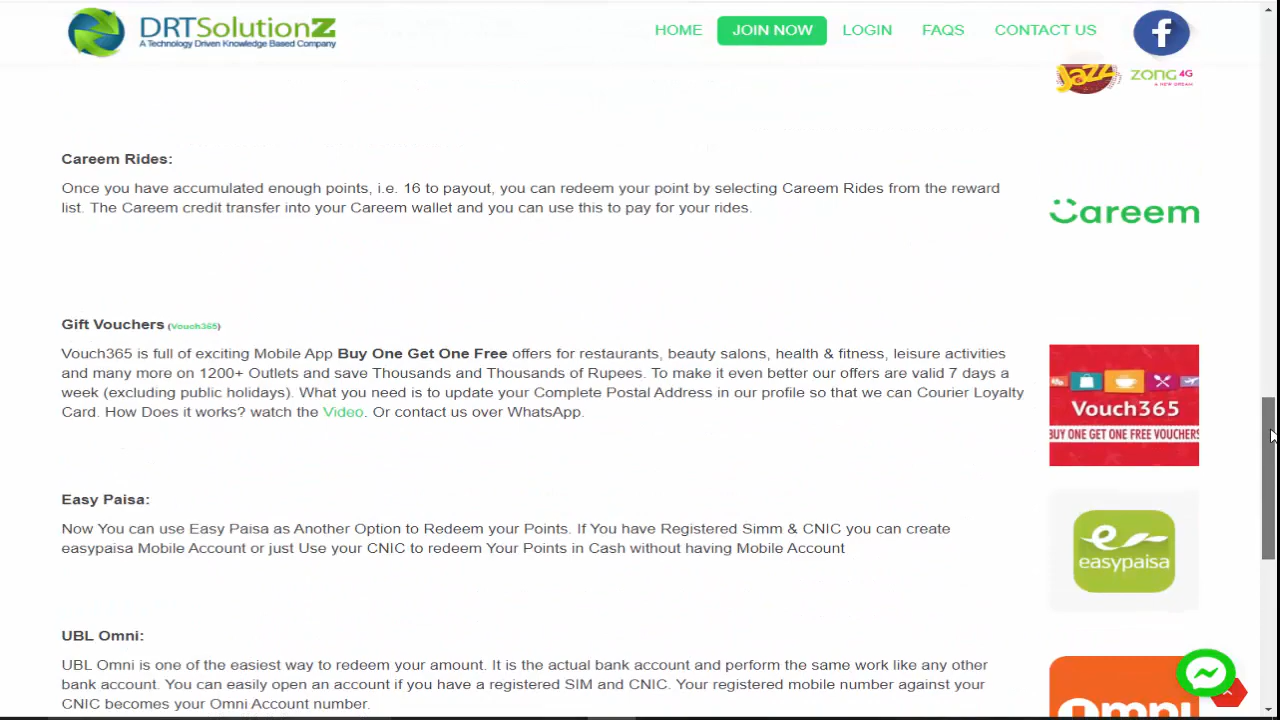 DRTSolutionZ
A Technology Driven Knowledge Based Company
HOME JOIN NOW LOGIN FAQS CONTACT US
f
Jazz ZONG 4G
A NEW DREAM
Careem Rides:
Once you have accumulated enough points, i.e. 16 to payout, you can redeem your point by selecting Careem Rides from the reward
list. The Careem credit transfer into your Careem wallet and you can use this to pay for your rides.
Careem
Gift Vouchers (Vouch365)
Vouch365 is full of exciting Mobile App Buy One Get One Free offers for restaurants, beauty salons, health & fitness, leisure activities
and many more on 1200+ Outlets and save Thousands and Thousands of Rupees. To make it even better our offers are valid 7 days a
week (excluding public holidays). What you need is to update your Complete Postal Address in our profile so that we can Courier Loyalty
Card. How Does it works? watch the Video. Or contact us over WhatsApp.
Vouch365
BUY ONE GET ONE FREE VOUCHERS
Easy Paisa:
Now You can use Easy Paisa as Another Option to Redeem your Points. If You have Registered Simm & CNIC you can create
easypaisa Mobile Account or just Use your CNIC to redeem Your Points in Cash without having Mobile Account
easypaisa
UBL Omni:
UBL Omni is one of the easiest way to redeem your amount. It is the actual bank account and perform the same work like any other
bank account. You can easily open an account if you have a registered SIM and CNIC. Your registered mobile number against your
CNIC becomes your Omni Account number.
Omni